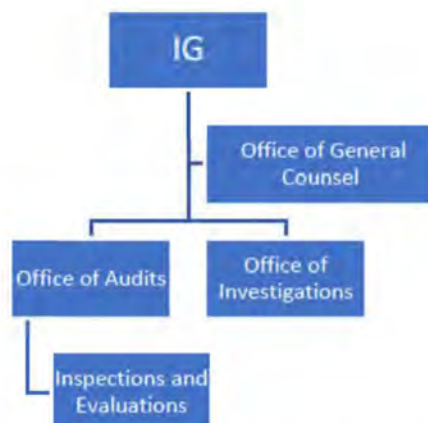 IG
Office of General
Counsel
Office of Audits
Office of
Investigations
Inspections and
Evaluations